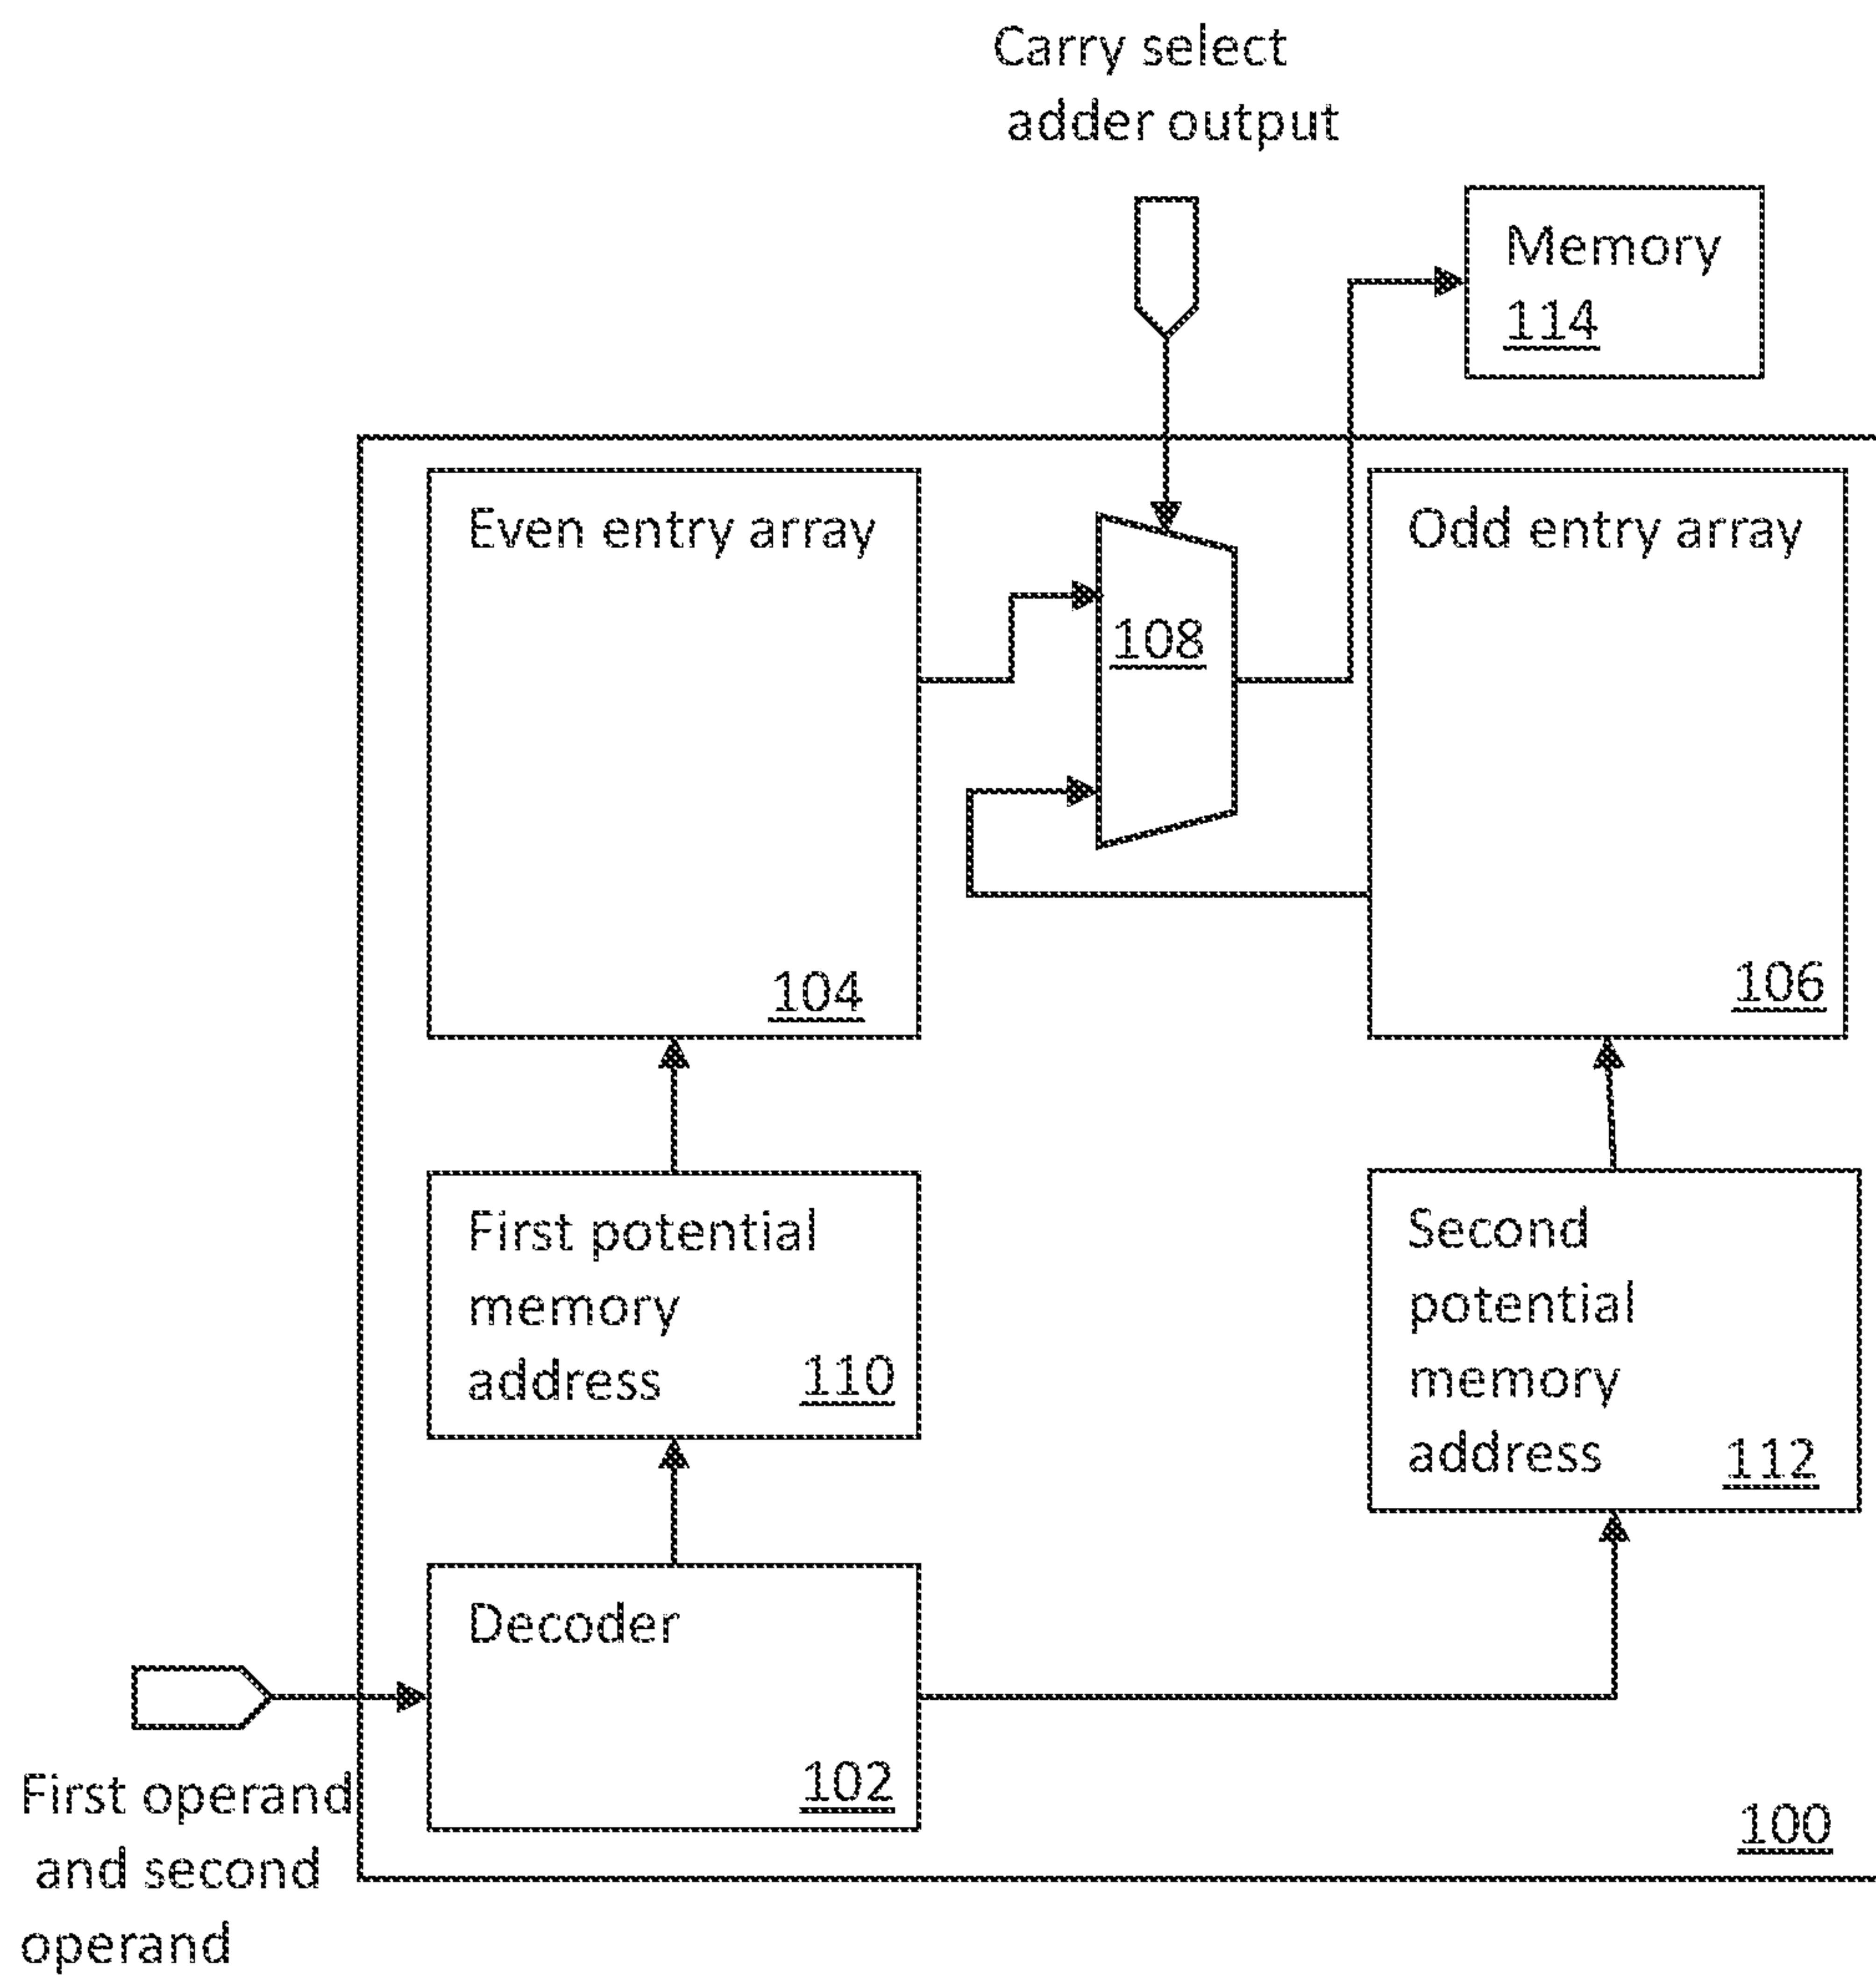 Carry select
adder output
Memory
114
Even entry array
108
Odd entry array
104
106
First potential
memory
address
110
Second
potential
memory
address
112
Decoder
102
First operand
and second
operand
100